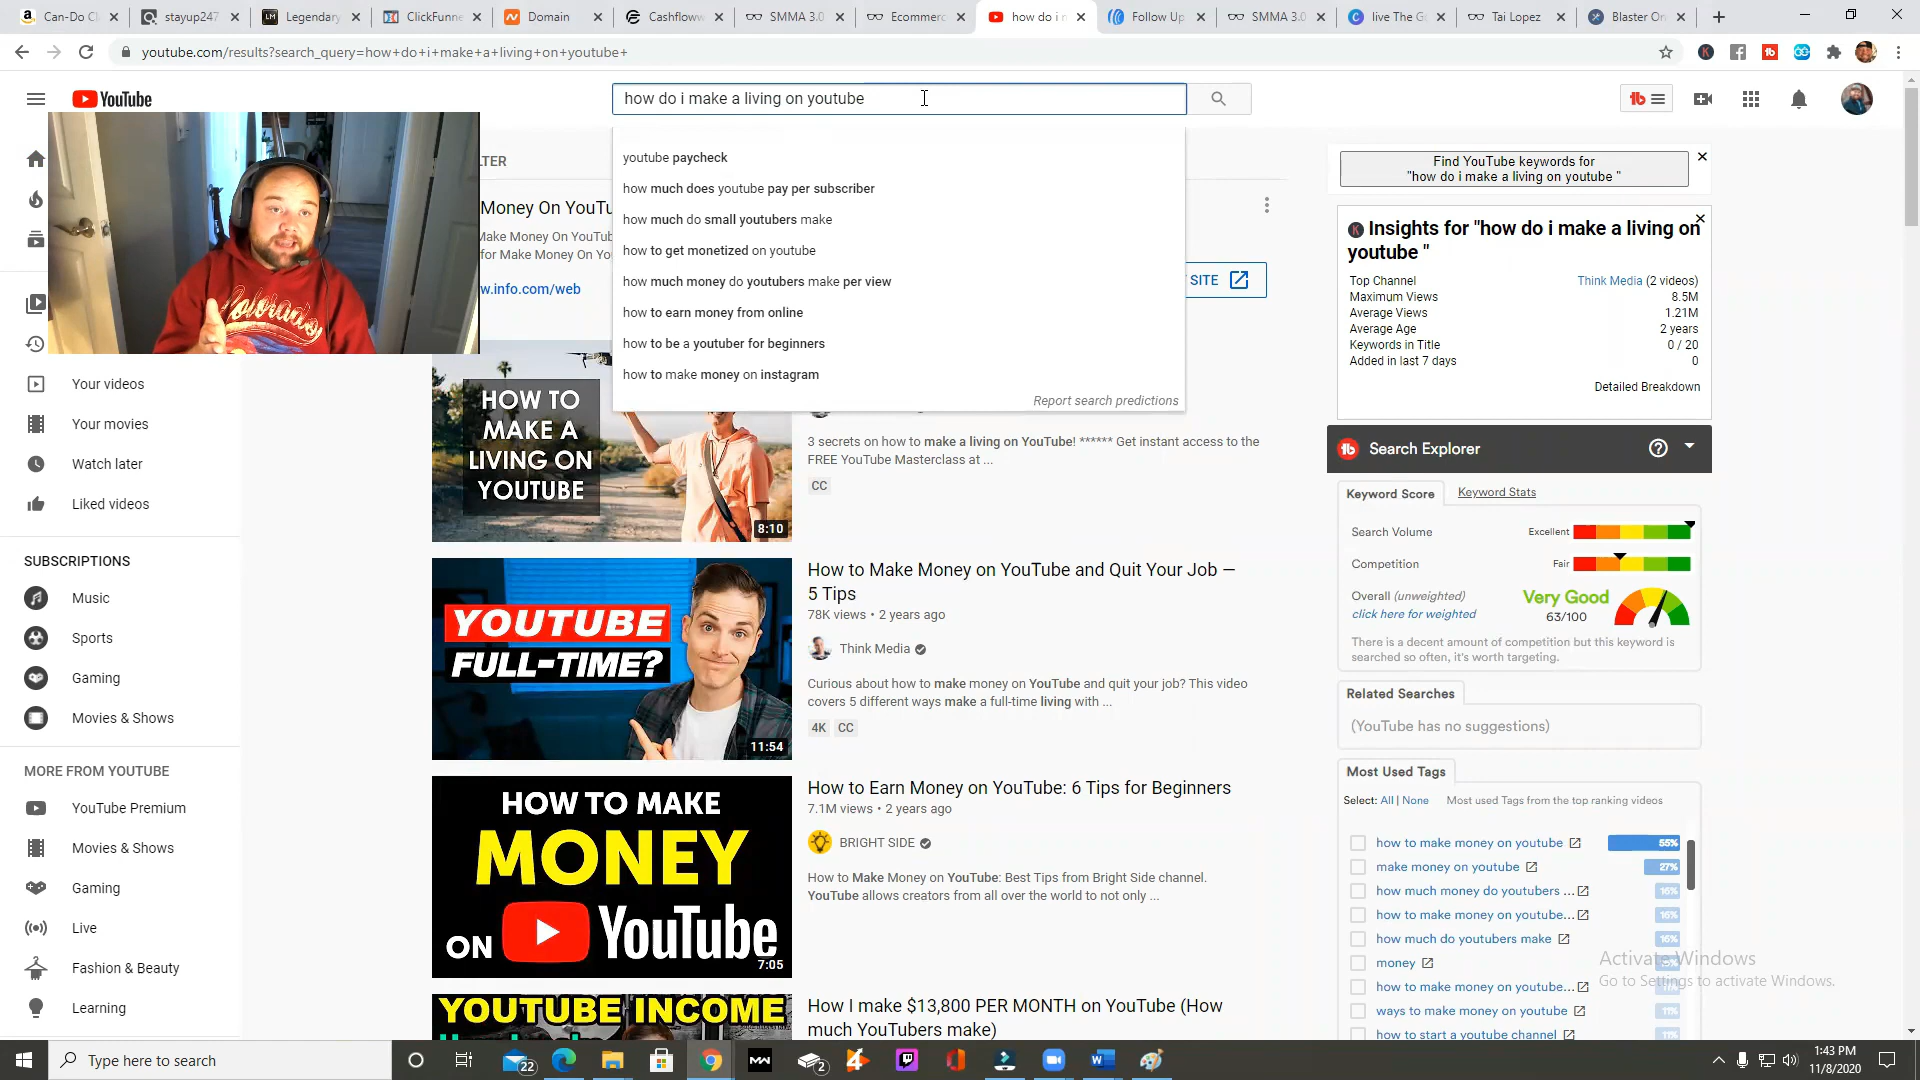 Can-Do Cl
stayup247
Legendary
ClickFunne
Domain
Cashfloww
SMMA 3.0
Ecommerc
how do i m
Follow Up
SMMA 3.0
live The G
Tai Lopez
Blaster On
youtube.com/results?search_query=how+do+i+make+a+living+on+youtube+
YouTube
how do i make a living on youtube
youtube paycheck
how much does youtube pay per subscriber
how much do small youtubers make
how to get monetized on youtube
how much money do youtubers make per view
how to earn money from online
how to be a youtuber for beginners
how to make money on instagram
Report search predictions
LTER
Money On YouTu
Make Money On YouTub
for Make Money On Yo
w.info.com/web
SITE
HOW TO
MAKE A
LIVING ON
YOUTUBE
8:10
3 secrets on how to make a living on YouTube! ****** Get instant access to the
FREE YouTube Masterclass at ...
CC
YOUTUBE
FULL-TIME?
11:54
How to Make Money on YouTube and Quit Your Job —
5 Tips
78K views • 2 years ago
Think Media
Curious about how to make money on YouTube and quit your job? This video
covers 5 different ways make a full-time living with ...
4K CC
HOW TO MAKE
MONEY
ON YouTube
7:05
How to Earn Money on YouTube: 6 Tips for Beginners
7.1M views • 2 years ago
BRIGHT SIDE
How to Make Money on YouTube: Best Tips from Bright Side channel.
YouTube allows creators from all over the world to not only ...
YOUTUBE INCOME
How I make $13,800 PER MONTH on YouTube (How
much YouTubers make)
Your videos
Your movies
Watch later
Liked videos
SUBSCRIPTIONS
Music
Sports
Gaming
Movies & Shows
MORE FROM YOUTUBE
YouTube Premium
Movies & Shows
Gaming
Live
Fashion & Beauty
Learning
Colorado
Find YouTube keywords for
"how do i make a living on youtube "
Insights for "how do i make a living on
youtube "
Top Channel Think Media (2 videos)
Maximum Views 8.5M
Average Views 1.21M
Average Age 2 years
Keywords in Title 0 / 20
Added in last 7 days 0
Detailed Breakdown
Search Explorer
Keyword Score Keyword Stats
Search Volume Excellent
Competition Fair
Overall (unweighted) Very Good
click here for weighted 63/100
There is a decent amount of competition but this keyword is
searched so often, it's worth targeting.
Related Searches
(YouTube has no suggestions)
Most Used Tags
Select: All | None Most used Tags from the top ranking videos
how to make money on youtube 55%
make money on youtube 27%
how much money do youtubers ... 16%
how to make money on youtube... 16%
how much do youtubers make 16%
money
how to make money on youtube... 11%
ways to make money on youtube 11%
how to start a youtube channel 11%
Activate Windows
Go to Settings to activate Windows.
Type here to search
22
2
1:43 PM
11/8/2020